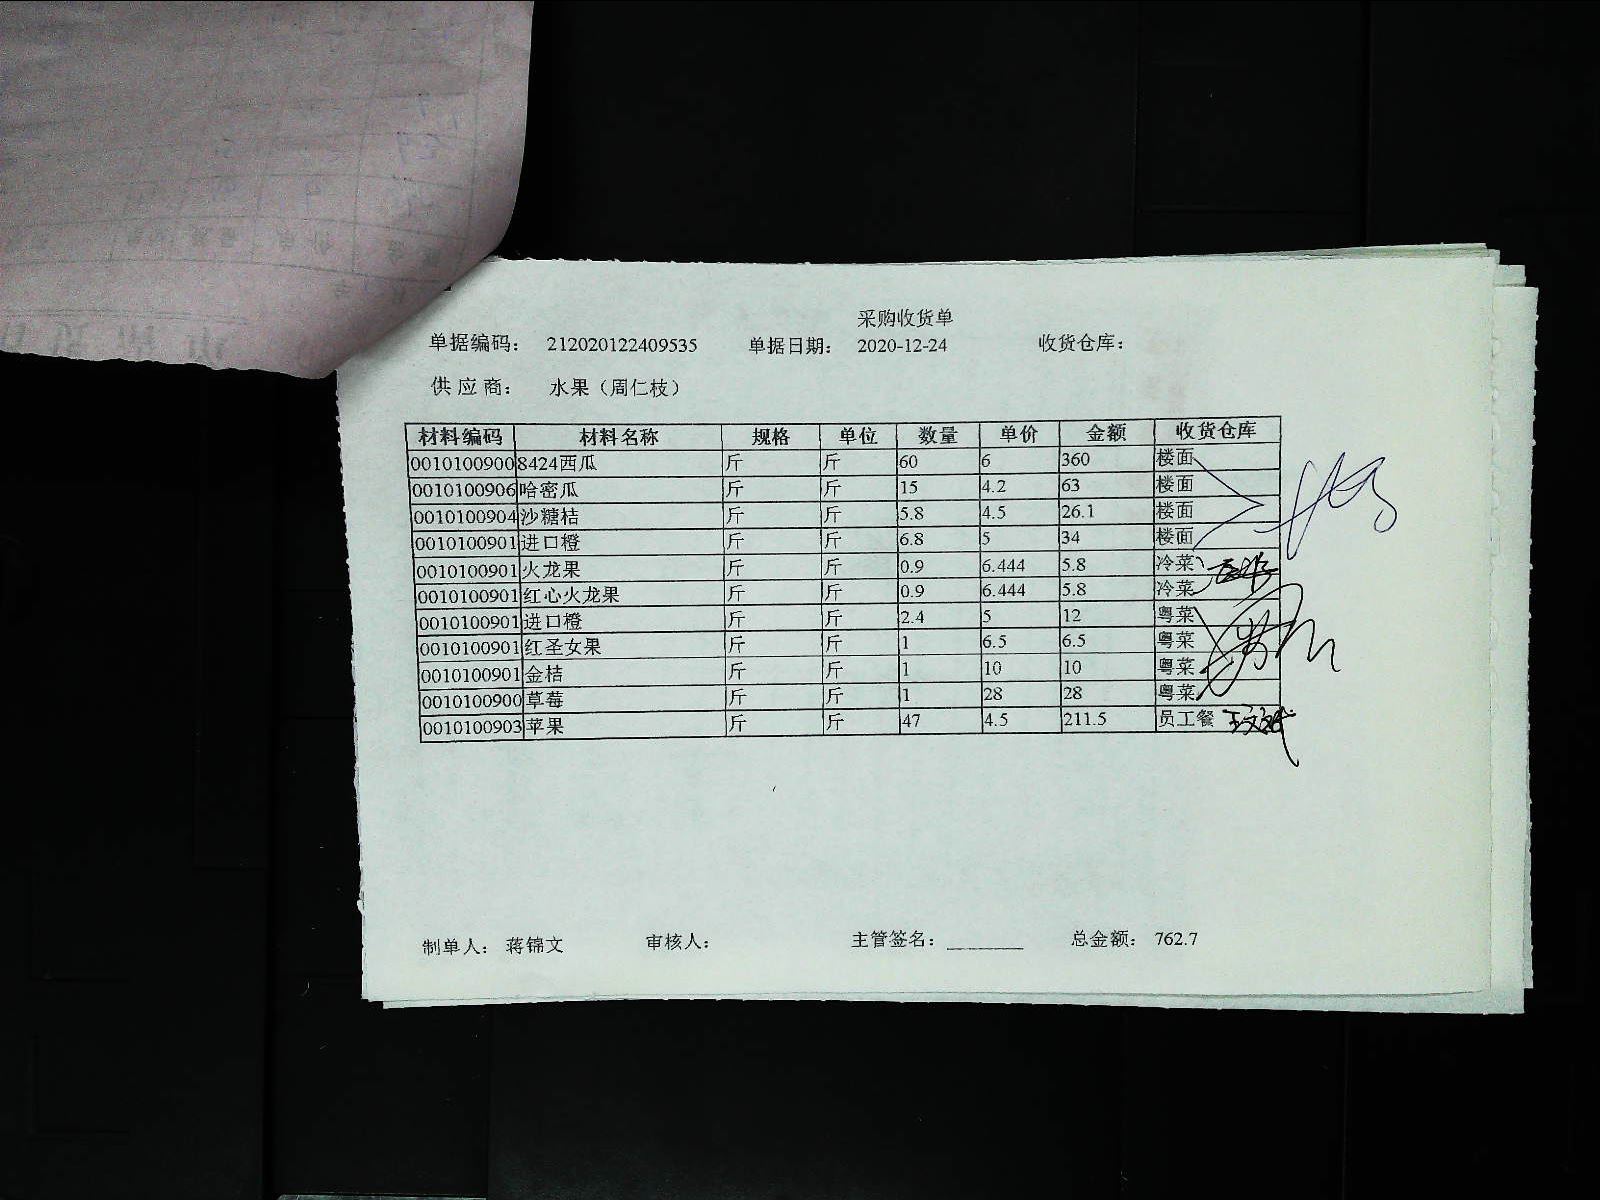 采购收货单
单据编码： 212020122409535 单据日期： 2020-12-24 收货仓库：
供应商： 水果（周仁枝）
材料编码 材料名称 规格 单位 数量 单价 金额 收货仓库
0010100900 8424西瓜 斤 斤 60 6 360 楼面
0010100906 哈密瓜 斤 斤 15 4.2 63 楼面
0010100904 沙糖桔 斤 斤 5.8 4.5 26.1 楼面
0010100901 进口橙 斤 斤 6.8 5 34 楼面
0010100901 火龙果 斤 斤 0.9 6.444 5.8 冷菜
0010100901 红心火龙果 斤 斤 0.9 6.444 5.8 冷菜
0010100901 进口橙 斤 斤 2.4 5 12 粤菜
0010100901 红圣女果 斤 斤 1 6.5 6.5 粤菜
0010100901 金桔 斤 斤 1 10 10 粤菜
0010100900 草莓 斤 斤 1 28 28 粤菜
0010100903 苹果 斤 斤 47 4.5 211.5 员工餐
制单人： 蒋锦文 审核人： 主管签名： 总金额： 762.7